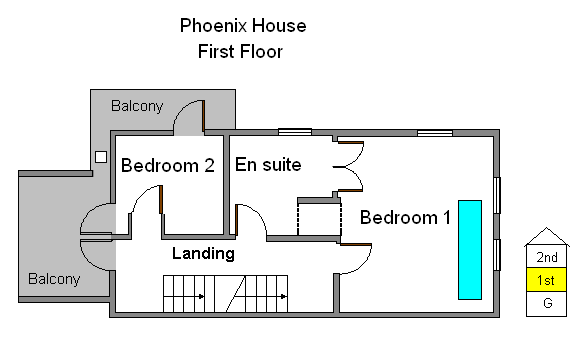 Phoenix House
First Floor
Balcony
Bedroom 2
En suite
Bedroom 1
Landing
Balcony
2nd
1st
G